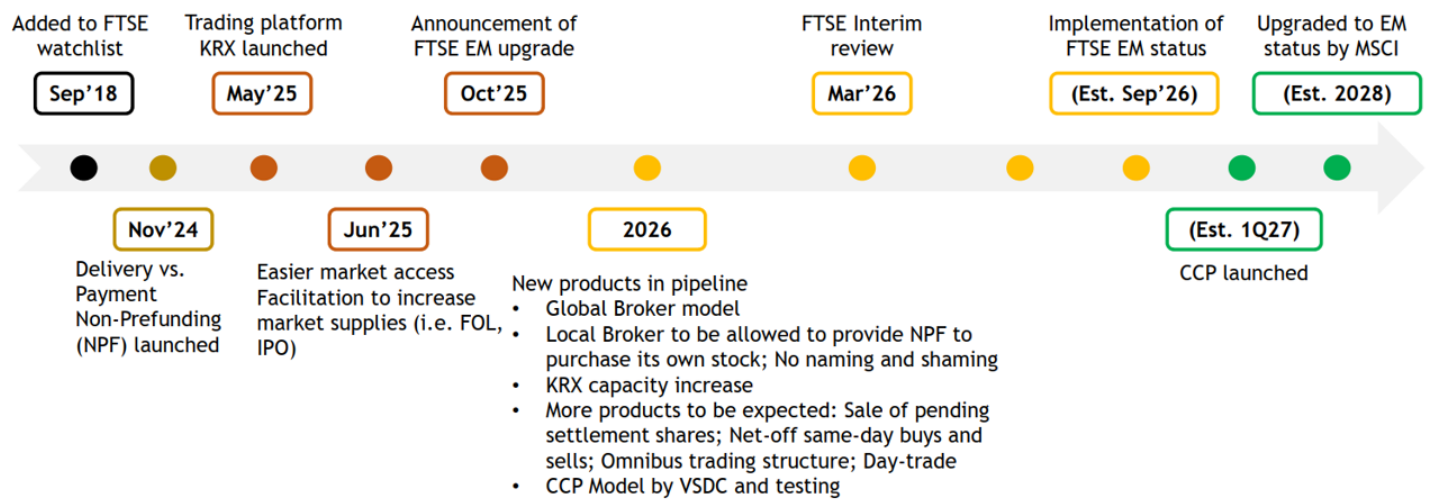 Added to FTSE
watchlist
Sep’18
Trading platform
KRX launched
May’25
Announcement of
FTSE EM upgrade
Oct’25
FTSE Interim
review
Mar’26
Implementation of
FTSE EM status
(Est. Sep’26)
Upgraded to EM
status by MSCI
(Est. 2028)
Nov’24
Delivery vs.
Payment
Non-Prefunding
(NPF) launched
Jun’25
Easier market access
Facilitation to increase
market supplies (i.e. FOL,
IPO)
2026
New products in pipeline
• Global Broker model
• Local Broker to be allowed to provide NPF to
purchase its own stock; No naming and shaming
• KRX capacity increase
• More products to be expected: Sale of pending
settlement shares; Net-off same-day buys and
sells; Omnibus trading structure; Day-trade
• CCP Model by VSDC and testing
(Est. 1Q27)
CCP launched